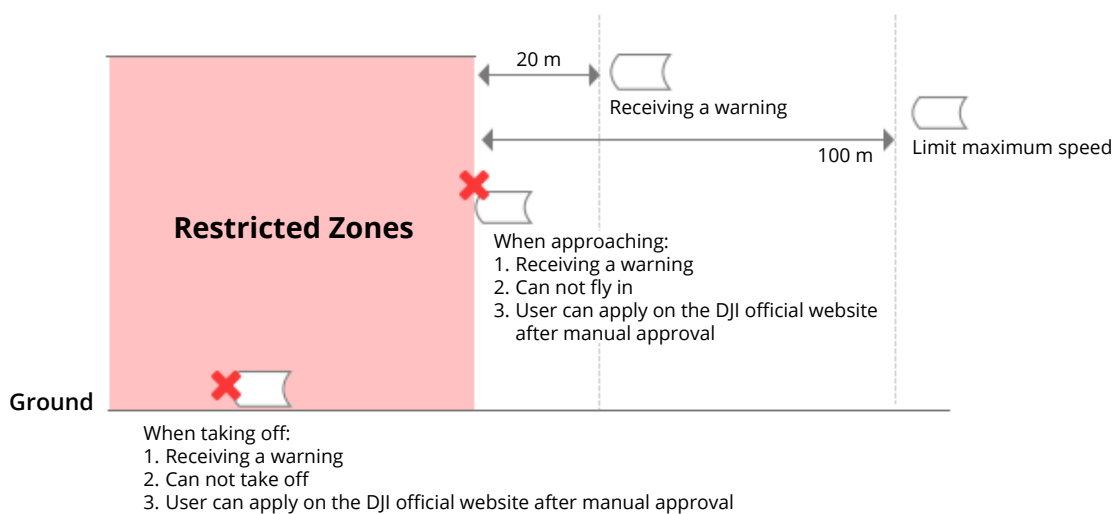 20 m
Receiving a warning
100 m
Limit maximum speed
Restricted Zones
When approaching:
1. Receiving a warning
2. Can not fly in
3. User can apply on the DJI official website
after manual approval
Ground
When taking off:
1. Receiving a warning
2. Can not take off
3. User can apply on the DJI official website after manual approval